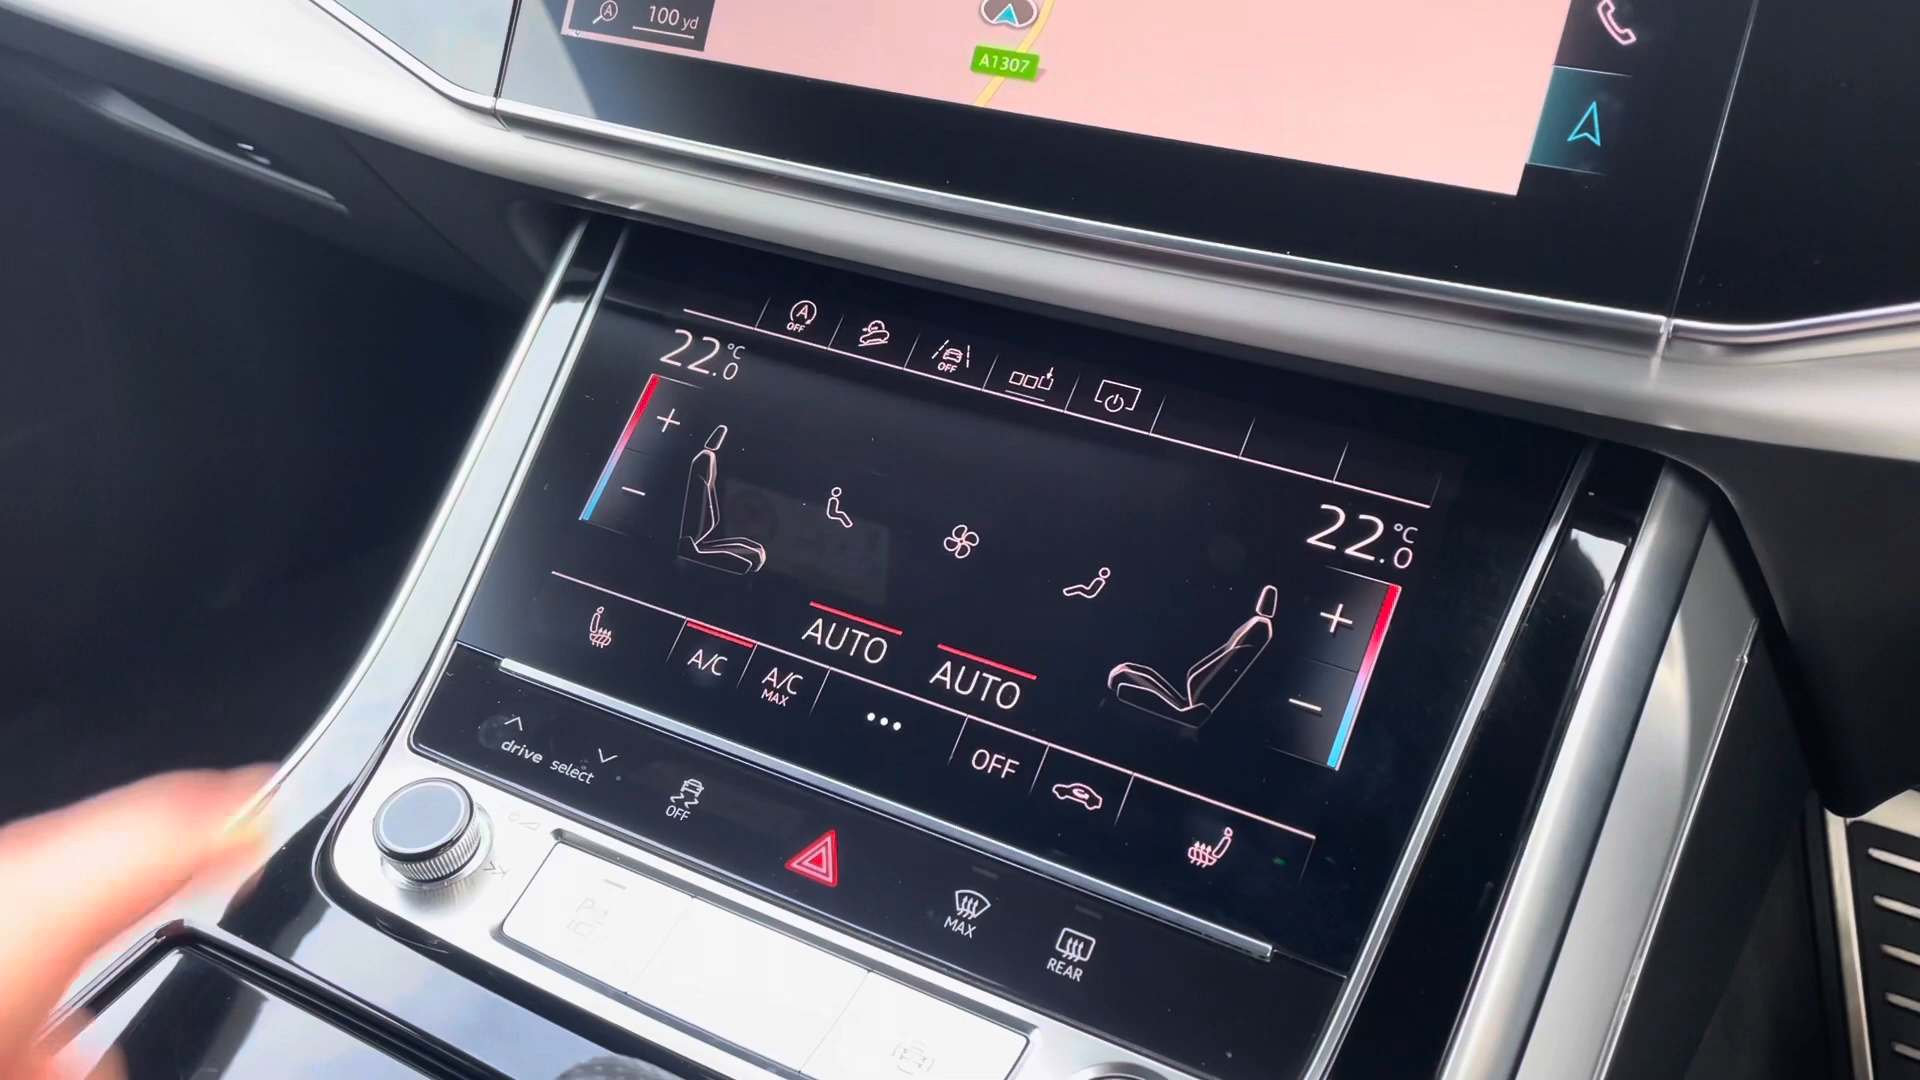 A 100 yd
A1307
A OFF
OFF
22.0 °C
22.0 °C
AUTO
AUTO
A/C
A/C MAX
OFF
drive select
OFF
MAX
REAR